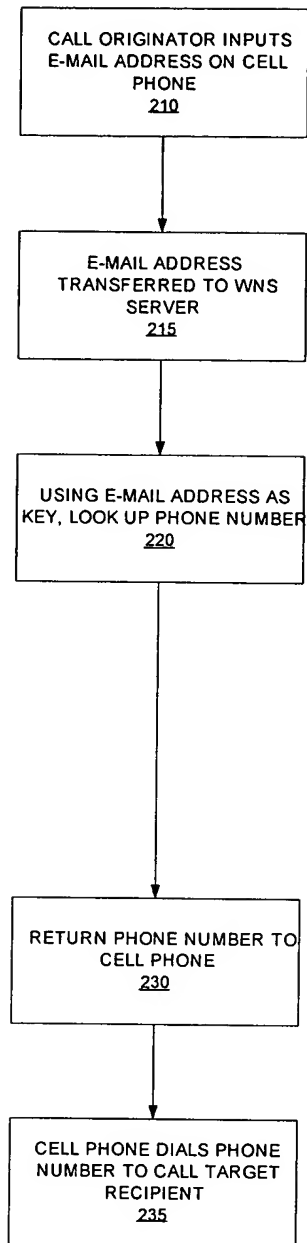 CALL ORIGINATOR INPUTS
E-MAIL ADDRESS ON CELL
PHONE
210
E-MAIL ADDRESS
TRANSFERRED TO WNS
SERVER
215
USING E-MAIL ADDRESS AS
KEY, LOOK UP PHONE NUMBER
220
RETURN PHONE NUMBER TO
CELL PHONE
230
CELL PHONE DIALS PHONE
NUMBER TO CALL TARGET
RECIPIENT
235